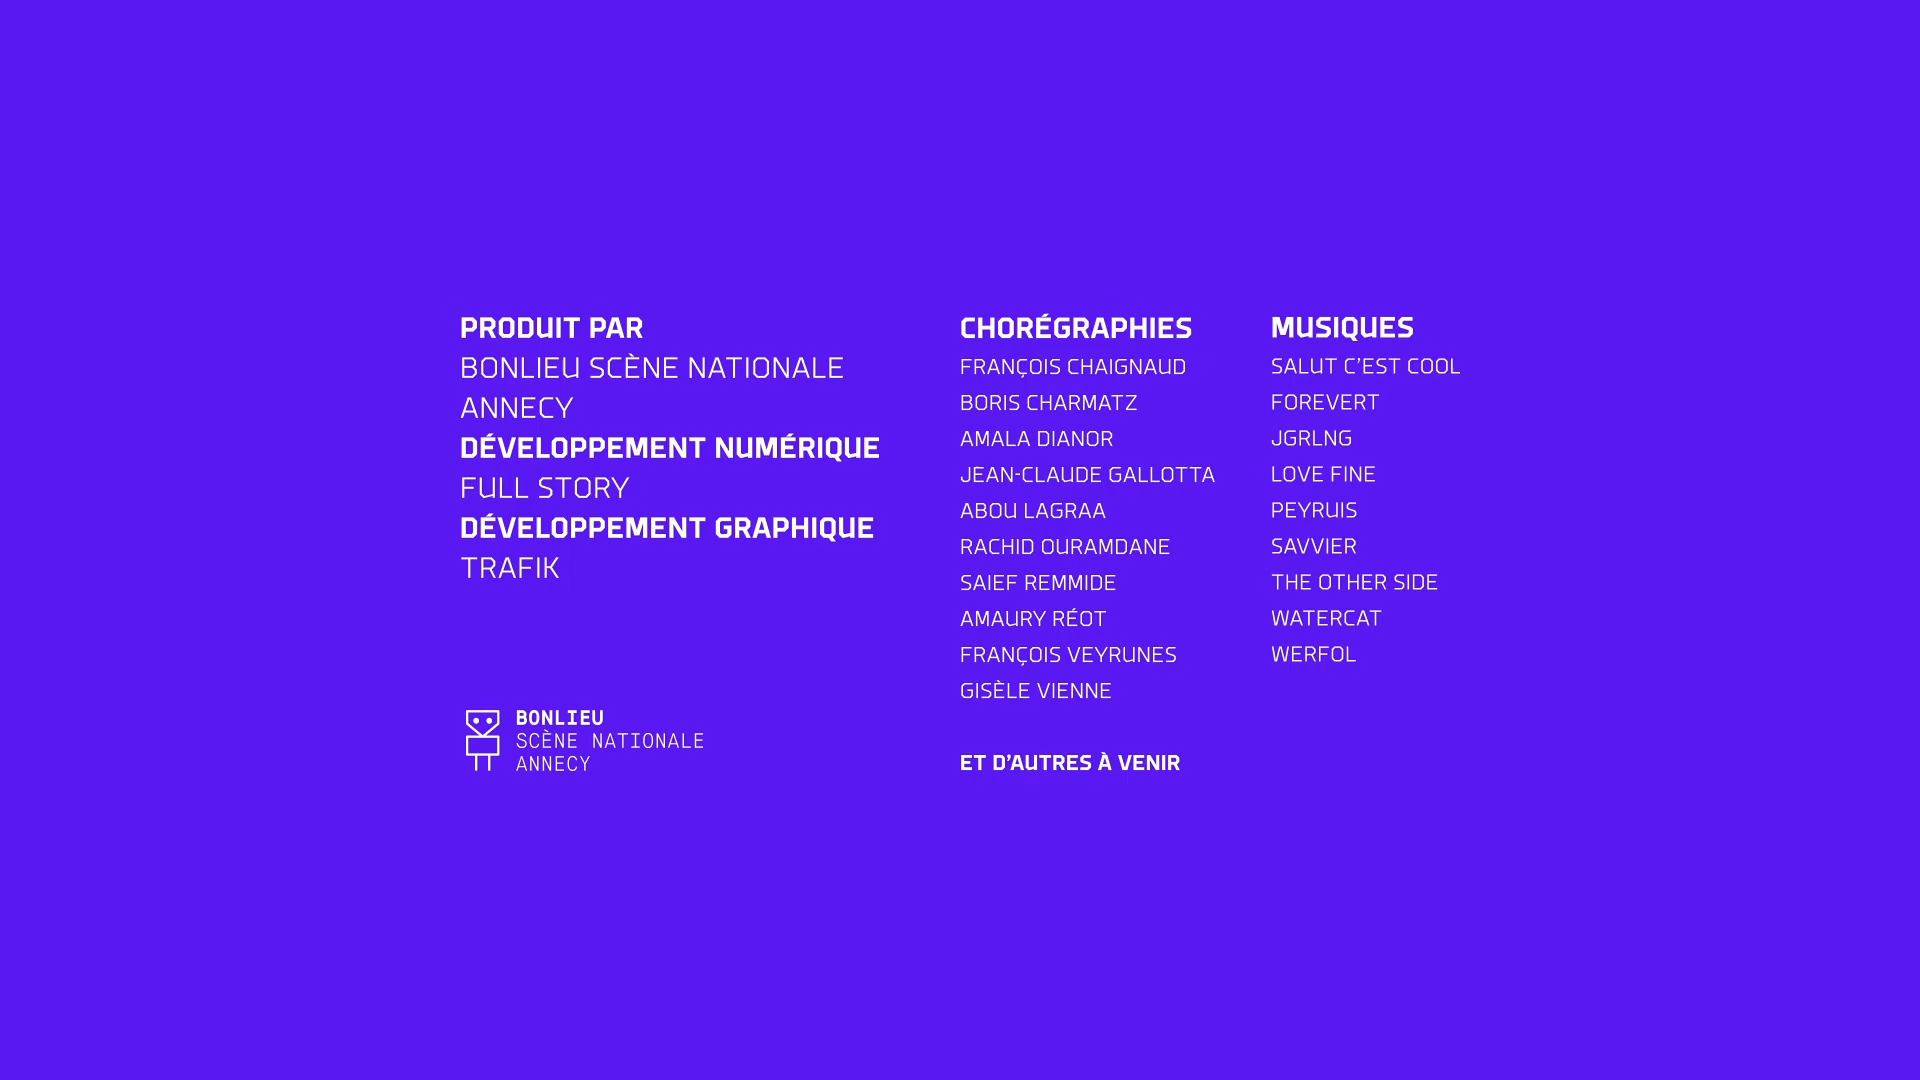 PRODUIT PAR
BONLIEU SCÈNE NATIONALE
ANNECY
DÉVELOPPEMENT NUMÉRIQUE
FULL STORY
DÉVELOPPEMENT GRAPHIQUE
TRAFIK
BONLIEU
SCÈNE NATIONALE
ANNECY
CHORÉGRAPHIES
FRANÇOIS CHAIGNAUD
BORIS CHARMATZ
AMALA DIANOR
JEAN-CLAUDE GALLOTTA
ABOU LAGRAA
RACHID OURAMDANE
SAIEF REMMIDE
AMAURY RÉOT
FRANÇOIS VEYRUNES
GISÈLE VIENNE
ET D’AUTRES À VENIR
MUSIQUES
SALUT C’EST COOL
FOREVERT
JGRLNG
LOVE FINE
PEYRUIS
SAVVIER
THE OTHER SIDE
WATERCAT
WERFOL